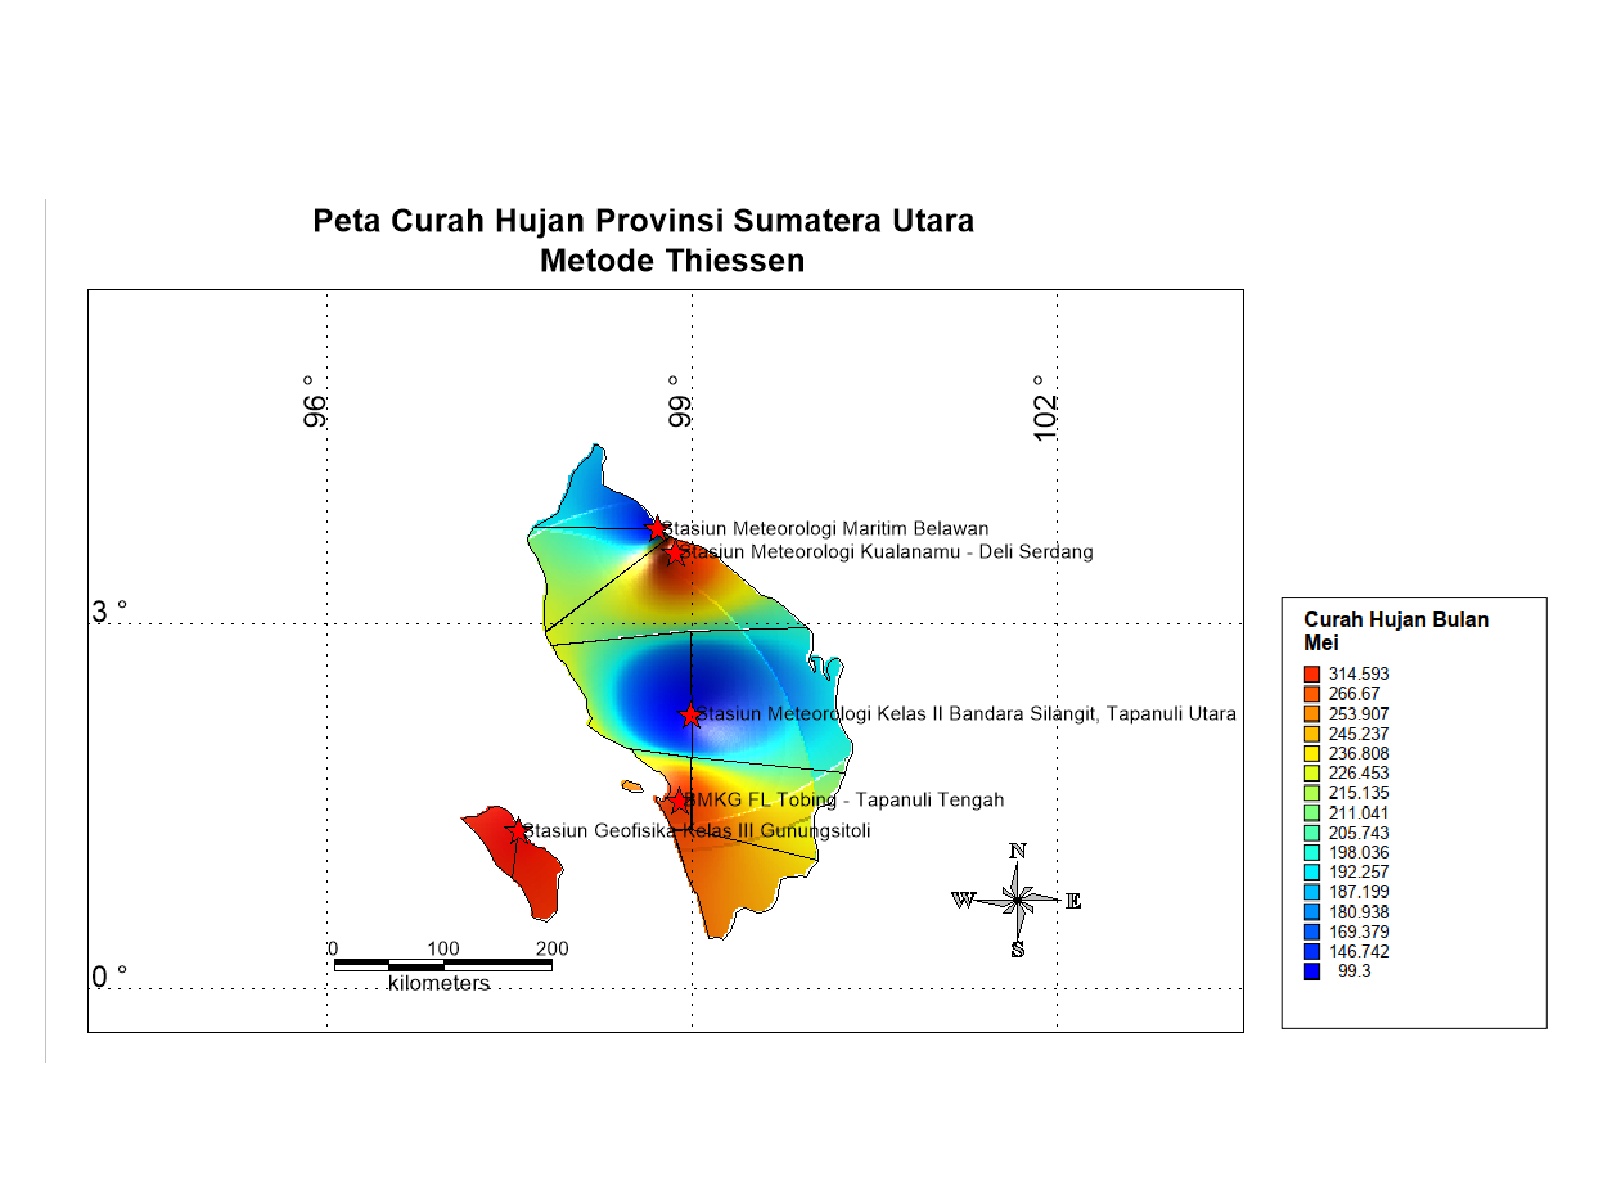 Peta Curah Hujan Provinsi Sumatera Utara
Metode Thiessen
96 °
99 °
102 °
Stasiun Meteorologi Maritim Belawan
Stasiun Meteorologi Kualanamu - Deli Serdang
3 °
Stasiun Meteorologi Kelas II Bandara Silangit, Tapanuli Utara
BMKG FL Tobing - Tapanuli Tengah
Stasiun Geofisika Kelas III Gunungsitoli
N
W
E
S
0 100 200
kilometers
0 °
Curah Hujan Bulan
Mei
314.593
266.67
253.907
245.237
236.808
226.453
215.135
211.041
205.743
198.036
192.257
187.199
180.938
169.379
146.742
99.3